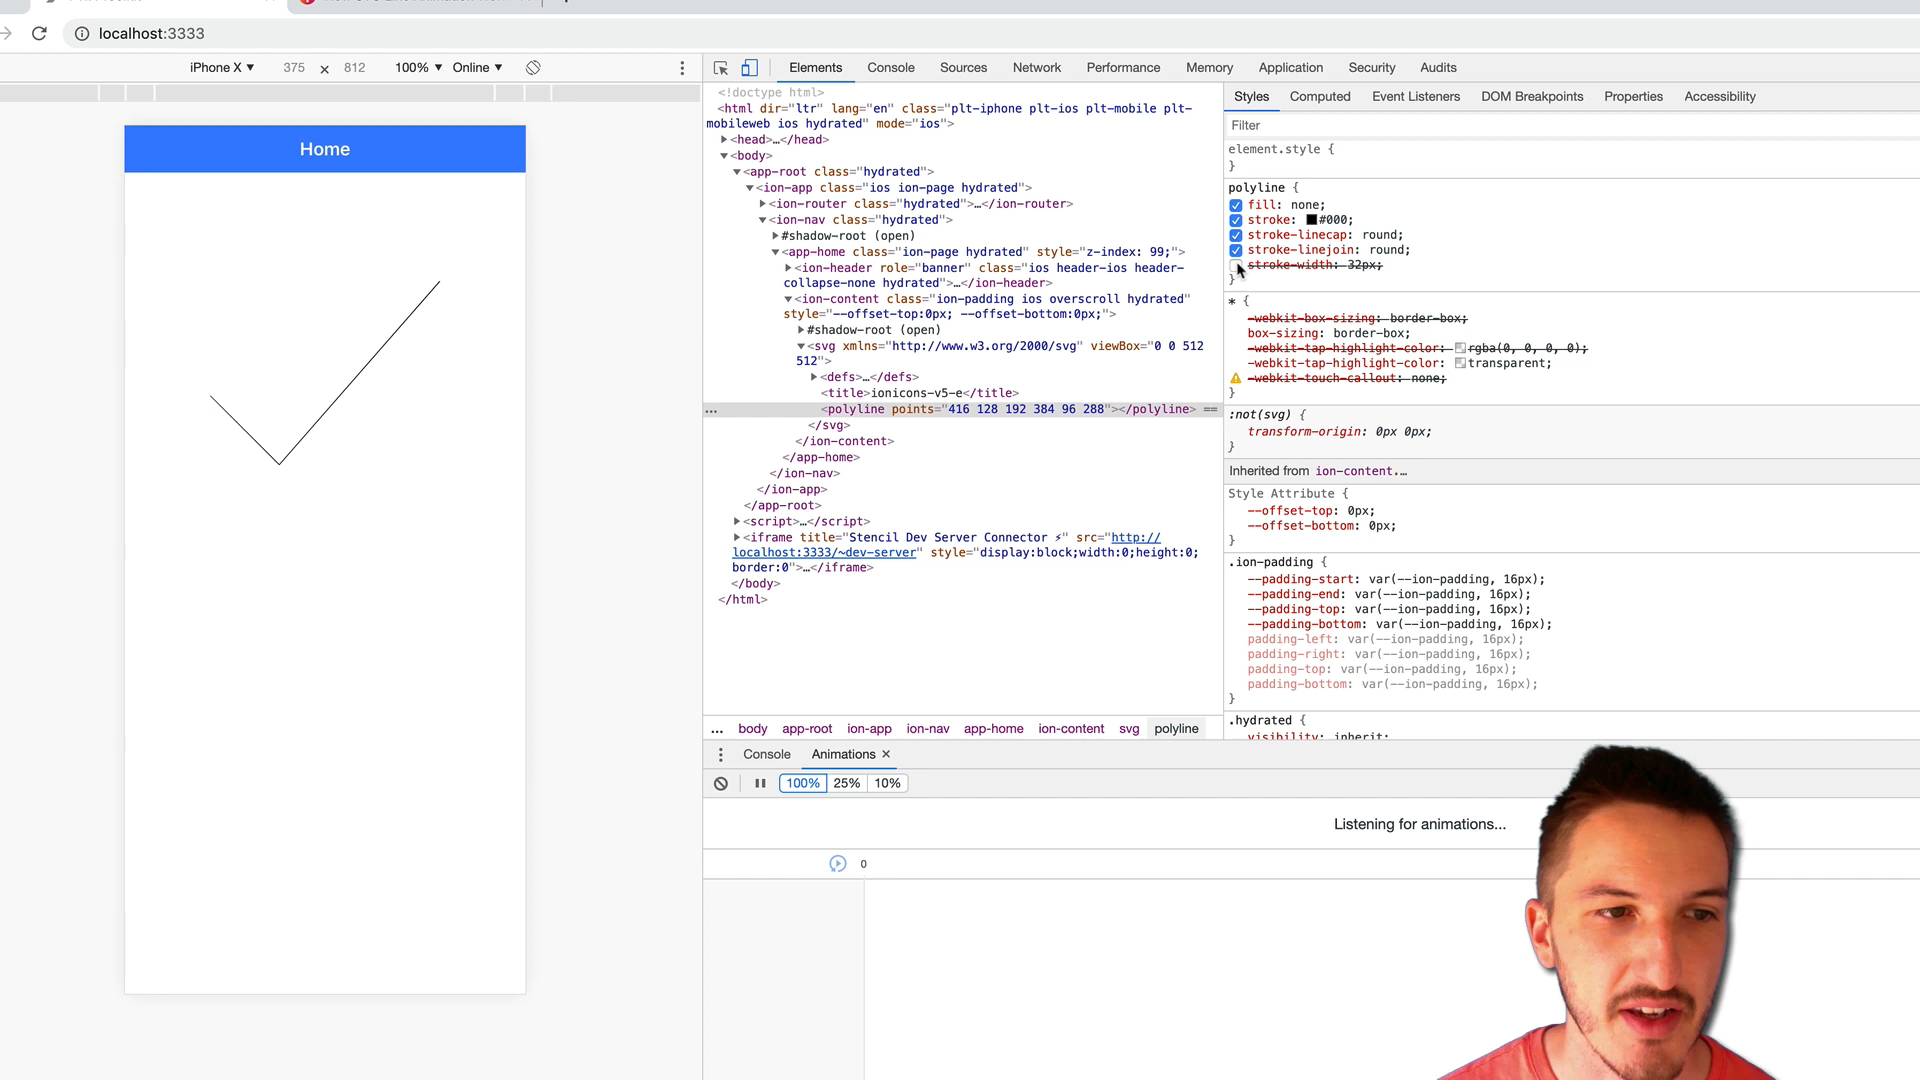 localhost:3333
iPhone X ▼ 375 × 812 100% ▼ Online ▼
Home
Elements Console Sources Network Performance Memory Application Security Audits
<!doctype html>
<html dir="ltr" lang="en" class="plt-iphone plt-ios plt-mobile plt-
mobileweb ios hydrated" mode="ios">
▶<head>…</head>
▼<body>
▼<app-root class="hydrated">
▼<ion-app class="ios ion-page hydrated">
▶<ion-router class="hydrated">…</ion-router>
▼<ion-nav class="hydrated">
▶#shadow-root (open)
▼<app-home class="ion-page hydrated" style="z-index: 99;">
▶<ion-header role="banner" class="ios header-ios header-
collapse-none hydrated">…</ion-header>
▼<ion-content class="ion-padding ios overscroll hydrated"
style="--offset-top:0px; --offset-bottom:0px;">
▶#shadow-root (open)
▼<svg xmlns="http://www.w3.org/2000/svg" viewBox="0 0 512
512">
▶<defs>…</defs>
<title>ionicons-v5-e</title>
… <polyline points="416 128 192 384 96 288"></polyline> ==
</svg>
</ion-content>
</app-home>
</ion-nav>
</ion-app>
</app-root>
▶<script>…</script>
▶<iframe title="Stencil Dev Server Connector ⚡" src="http://
localhost:3333/~dev-server" style="display:block;width:0;height:0;
border:0">…</iframe>
</body>
</html>
… body app-root ion-app ion-nav app-home ion-content svg polyline
Styles Computed Event Listeners DOM Breakpoints Properties Accessibility
Filter
element.style {
}
polyline {
fill: none;
stroke: #000;
stroke-linecap: round;
stroke-linejoin: round;
stroke-width: 32px;
}
* {
-webkit-box-sizing: border-box;
box-sizing: border-box;
-webkit-tap-highlight-color: rgba(0, 0, 0, 0);
-webkit-tap-highlight-color: transparent;
-webkit-touch-callout: none;
}
:not(svg) {
transform-origin: 0px 0px;
}
Inherited from ion-content.…
Style Attribute {
--offset-top: 0px;
--offset-bottom: 0px;
}
.ion-padding {
--padding-start: var(--ion-padding, 16px);
--padding-end: var(--ion-padding, 16px);
--padding-top: var(--ion-padding, 16px);
--padding-bottom: var(--ion-padding, 16px);
padding-left: var(--ion-padding, 16px);
padding-right: var(--ion-padding, 16px);
padding-top: var(--ion-padding, 16px);
padding-bottom: var(--ion-padding, 16px);
}
.hydrated {
visibility: inherit;
Console Animations ×
100% 25% 10%
Listening for animations...
0